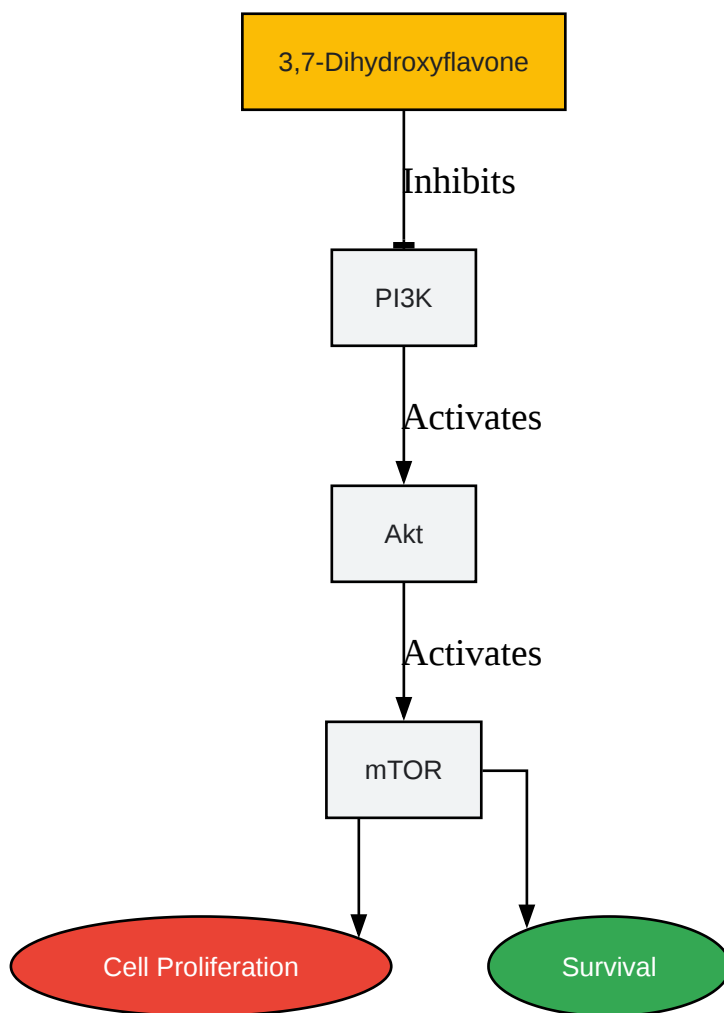 3,7-Dihydroxyflavone
Inhibits
PI3K
Activates
Akt
Activates
mTOR
Cell Proliferation
Survival